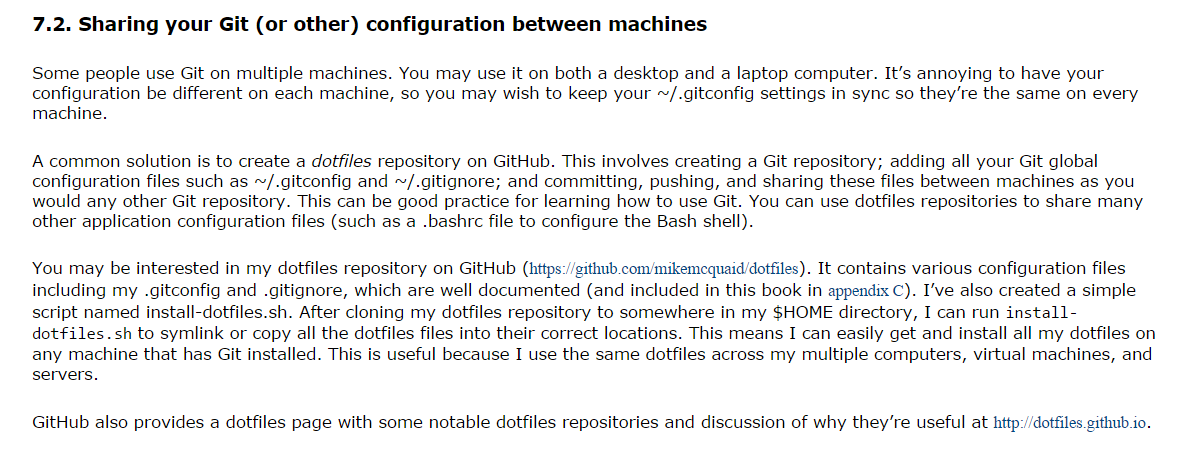 7.2. Sharing your Git (or other) configuration between machines
Some people use Git on multiple machines. You may use it on both a desktop and a laptop computer. It’s annoying to have your
configuration be different on each machine, so you may wish to keep your ~/.gitconfig settings in sync so they’re the same on every
machine.
A common solution is to create a dotfiles repository on GitHub. This involves creating a Git repository; adding all your Git global
configuration files such as ~/.gitconfig and ~/.gitignore; and committing, pushing, and sharing these files between machines as you
would any other Git repository. This can be good practice for learning how to use Git. You can use dotfiles repositories to share many
other application configuration files (such as a .bashrc file to configure the Bash shell).
You may be interested in my dotfiles repository on GitHub (https://github.com/mikemcquaid/dotfiles). It contains various configuration files
including my .gitconfig and .gitignore, which are well documented (and included in this book in appendix C). I’ve also created a simple
script named install-dotfiles.sh. After cloning my dotfiles repository to somewhere in my $HOME directory, I can run install-
dotfiles.sh to symlink or copy all the dotfiles files into their correct locations. This means I can easily get and install all my dotfiles on
any machine that has Git installed. This is useful because I use the same dotfiles across my multiple computers, virtual machines, and
servers.
GitHub also provides a dotfiles page with some notable dotfiles repositories and discussion of why they’re useful at http://dotfiles.github.io.